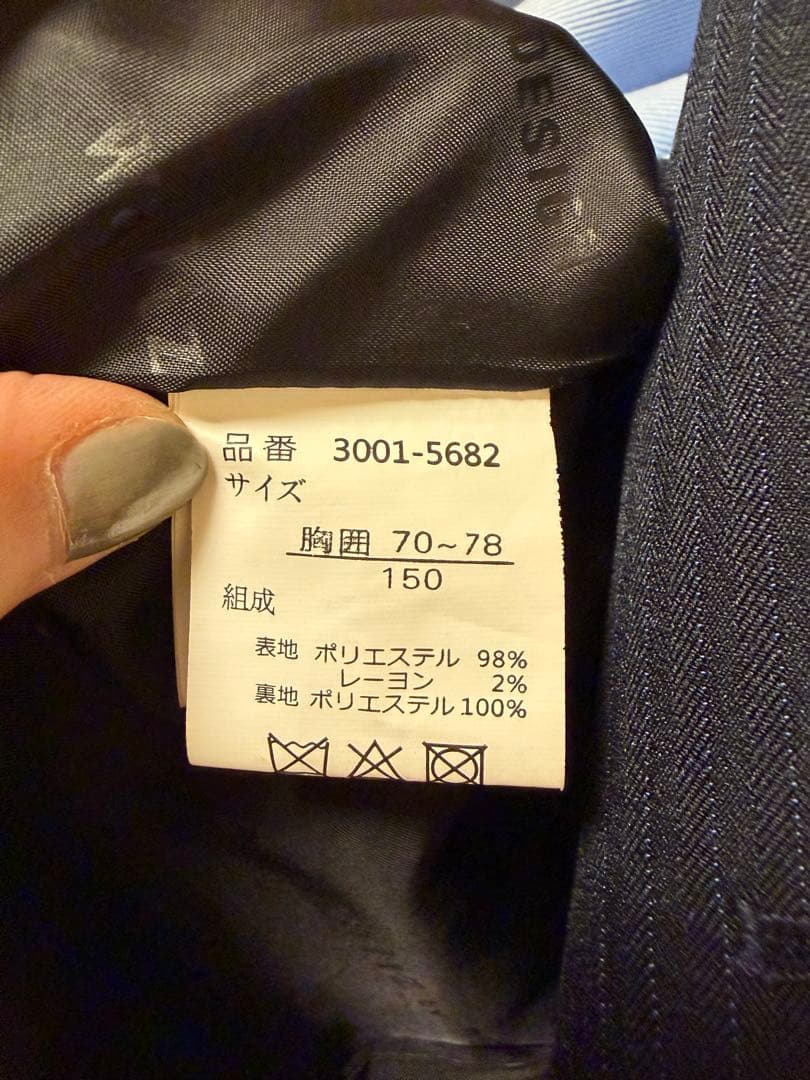 DESIG
品番 3001-5682
サイズ
胸囲 70~78
150
組成
表地 ポリエステル 98%
レーヨン 2%
裏地 ポリエステル 100%